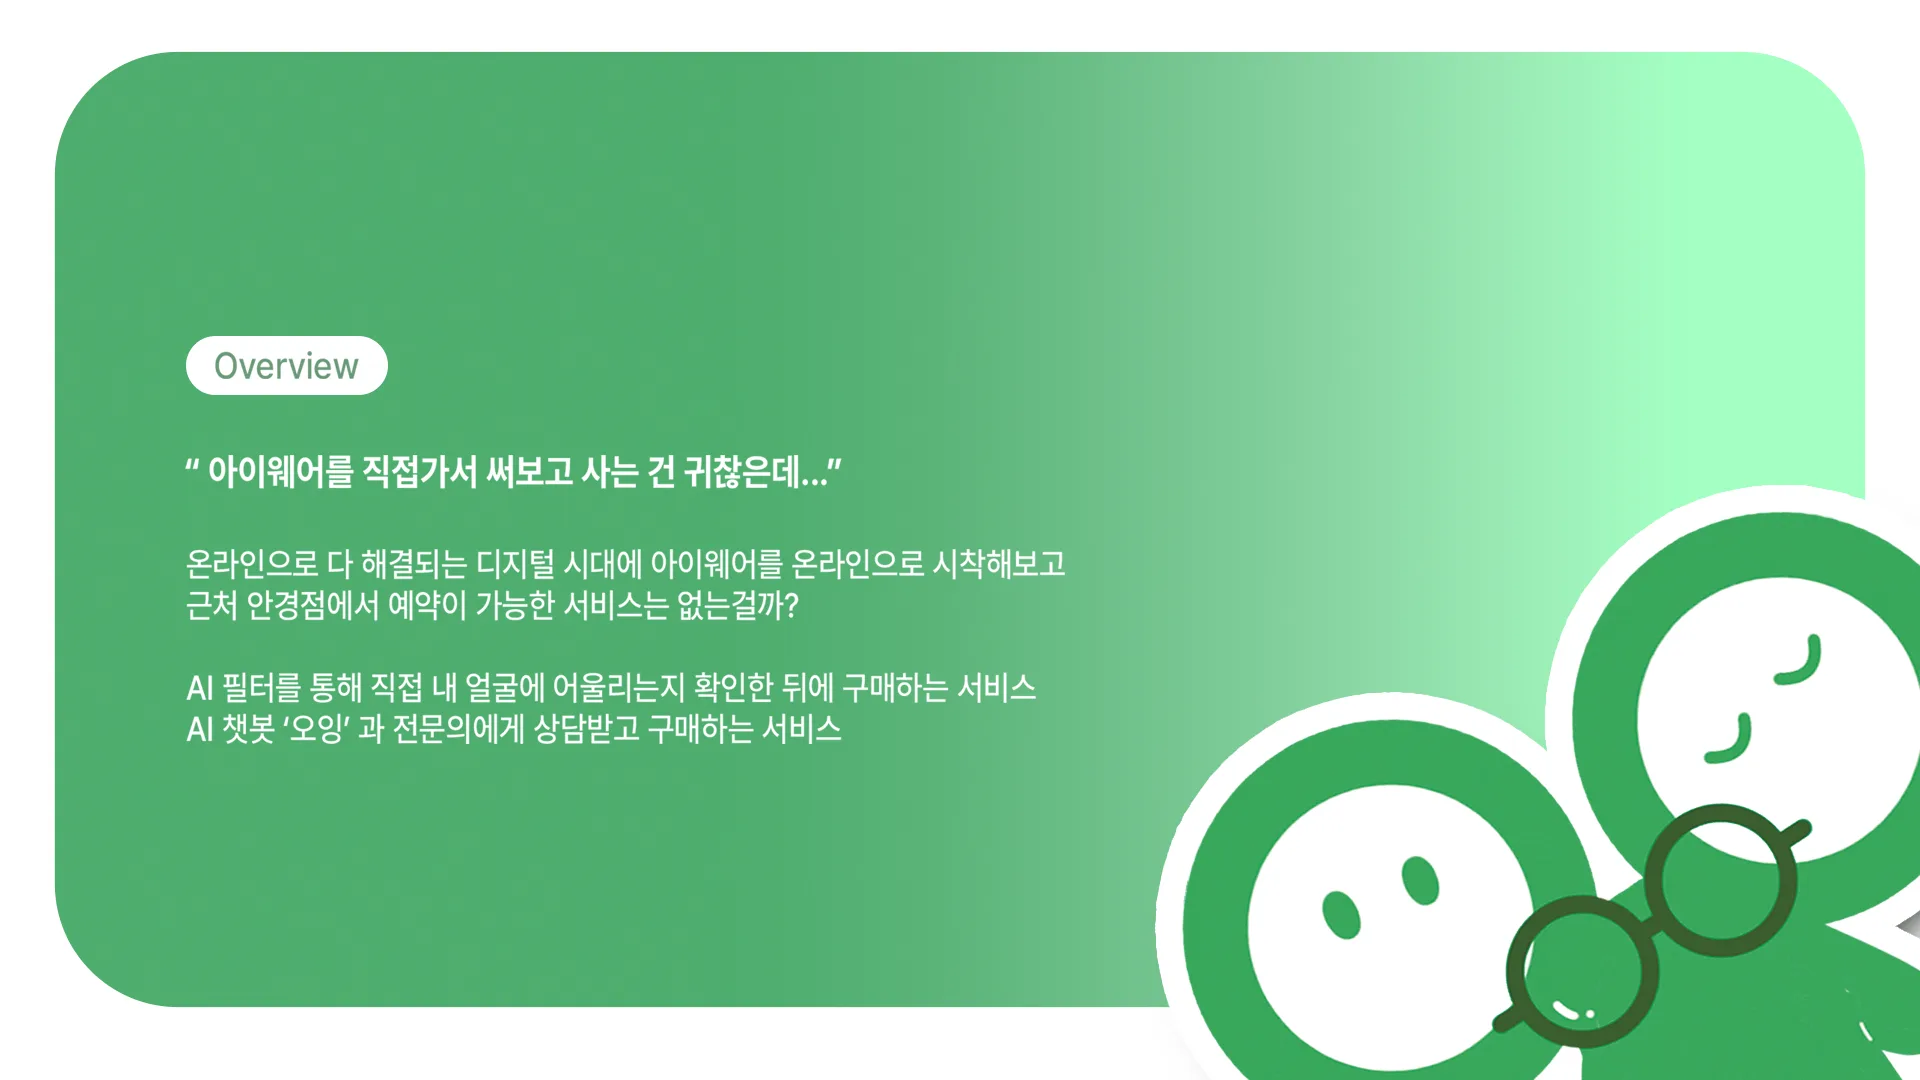 Overview
“ 아이웨어를 직접가서 써보고 사는 건 귀찮은데...”
온라인으로 다 해결되는 디지털 시대에 아이웨어를 온라인으로 시착해보고
근처 안경점에서 예약이 가능한 서비스는 없는걸까?
AI 필터를 통해 직접 내 얼굴에 어울리는지 확인한 뒤에 구매하는 서비스
AI 챗봇 ‘오잉’ 과 전문의에게 상담받고 구매하는 서비스